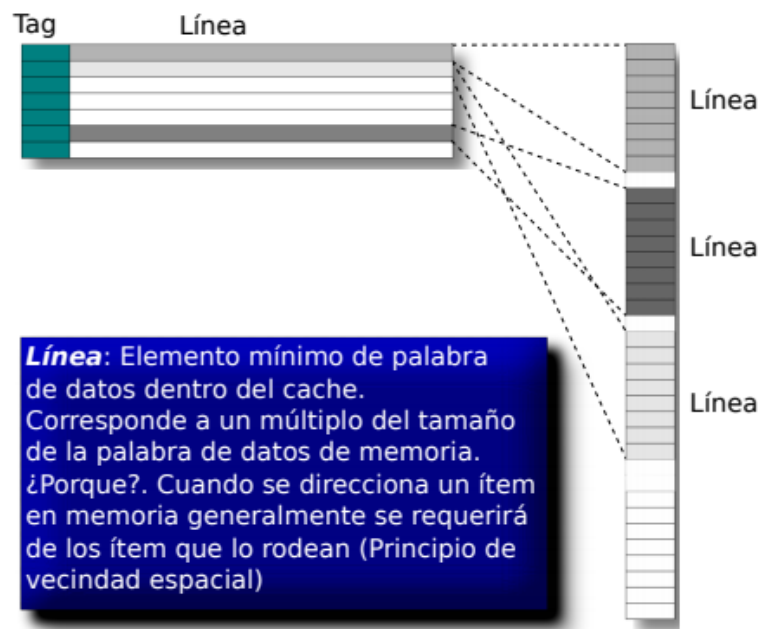 Tag
Línea
Línea
Línea
Línea
Línea: Elemento mínimo de palabra
de datos dentro del cache.
Corresponde a un múltiplo del tamaño
de la palabra de datos de memoria.
¿Porque?. Cuando se direcciona un ítem
en memoria generalmente se requerirá
de los ítem que lo rodean (Principio de
vecindad espacial)